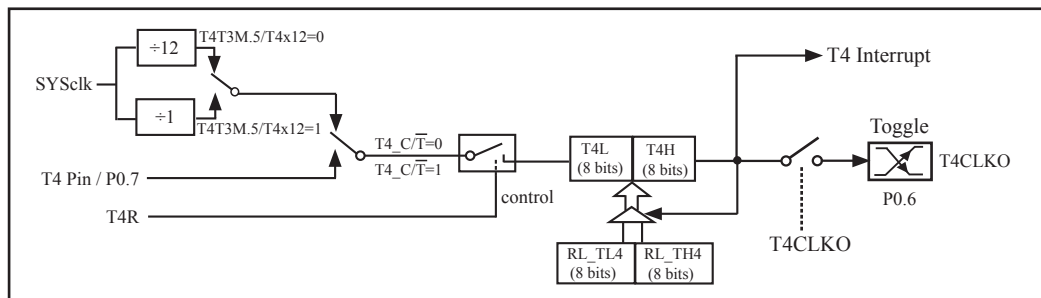 T4T3M.5/T4x12=0
÷12
SYSclk
÷1
T4T3M.5/T4x12=1
T4 Pin / P0.7
T4R
T4_C/T̅=0
T4_C/T̅=1
control
T4L
(8 bits)
T4H
(8 bits)
RL_TL4
(8 bits)
RL_TH4
(8 bits)
T4 Interrupt
Toggle
T4CLKO
P0.6
T4CLKO